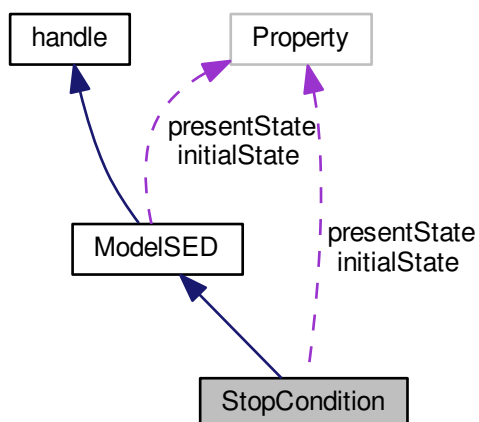 handle
Property
presentState
initialState
ModelSED
presentState
initialState
StopCondition